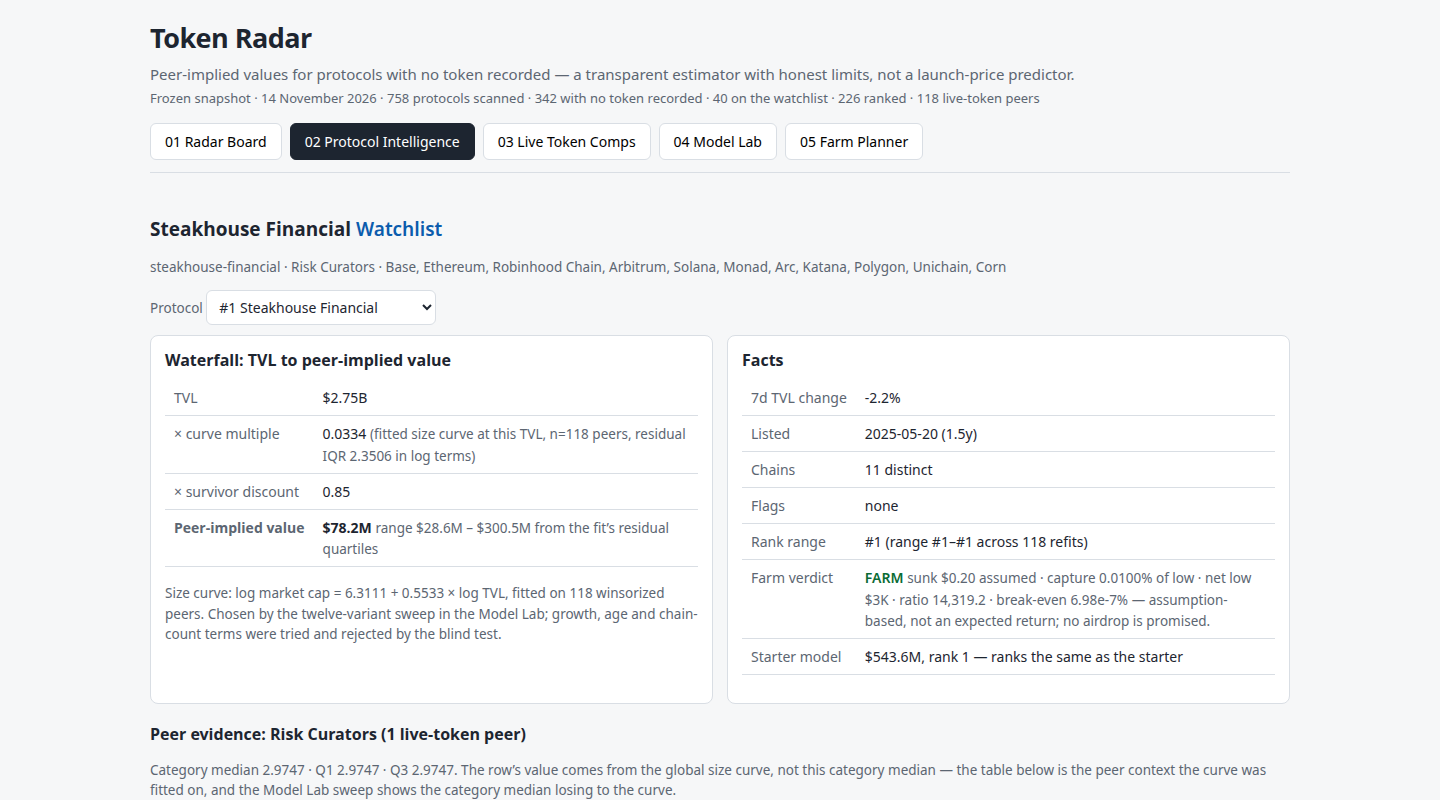 Token Radar
Peer-implied values for protocols with no token recorded — a transparent estimator with honest limits, not a launch-price predictor.
Frozen snapshot · 14 November 2026 · 758 protocols scanned · 342 with no token recorded · 40 on the watchlist · 226 ranked · 118 live-token peers
01 Radar Board
02 Protocol Intelligence
03 Live Token Comps
04 Model Lab
05 Farm Planner
Steakhouse Financial Watchlist
steakhouse-financial · Risk Curators · Base, Ethereum, Robinhood Chain, Arbitrum, Solana, Monad, Arc, Katana, Polygon, Unichain, Corn
Protocol #1 Steakhouse Financial
Waterfall: TVL to peer-implied value
TVL $2.75B
× curve multiple 0.0334 (fitted size curve at this TVL, n=118 peers, residual
IQR 2.3506 in log terms)
× survivor discount 0.85
Peer-implied value $78.2M range $28.6M – $300.5M from the fit’s residual
quartiles
Size curve: log market cap = 6.3111 + 0.5533 × log TVL, fitted on 118 winsorized
peers. Chosen by the twelve-variant sweep in the Model Lab; growth, age and chain-
count terms were tried and rejected by the blind test.
Facts
7d TVL change -2.2%
Listed 2025-05-20 (1.5y)
Chains 11 distinct
Flags none
Rank range #1 (range #1–#1 across 118 refits)
Farm verdict FARM sunk $0.20 assumed · capture 0.0100% of low · net low
$3K · ratio 14,319.2 · break-even 6.98e-7% — assumption-
based, not an expected return; no airdrop is promised.
Starter model $543.6M, rank 1 — ranks the same as the starter
Peer evidence: Risk Curators (1 live-token peer)
Category median 2.9747 · Q1 2.9747 · Q3 2.9747. The row’s value comes from the global size curve, not this category median — the table below is the peer context the curve was
fitted on, and the Model Lab sweep shows the category median losing to the curve.